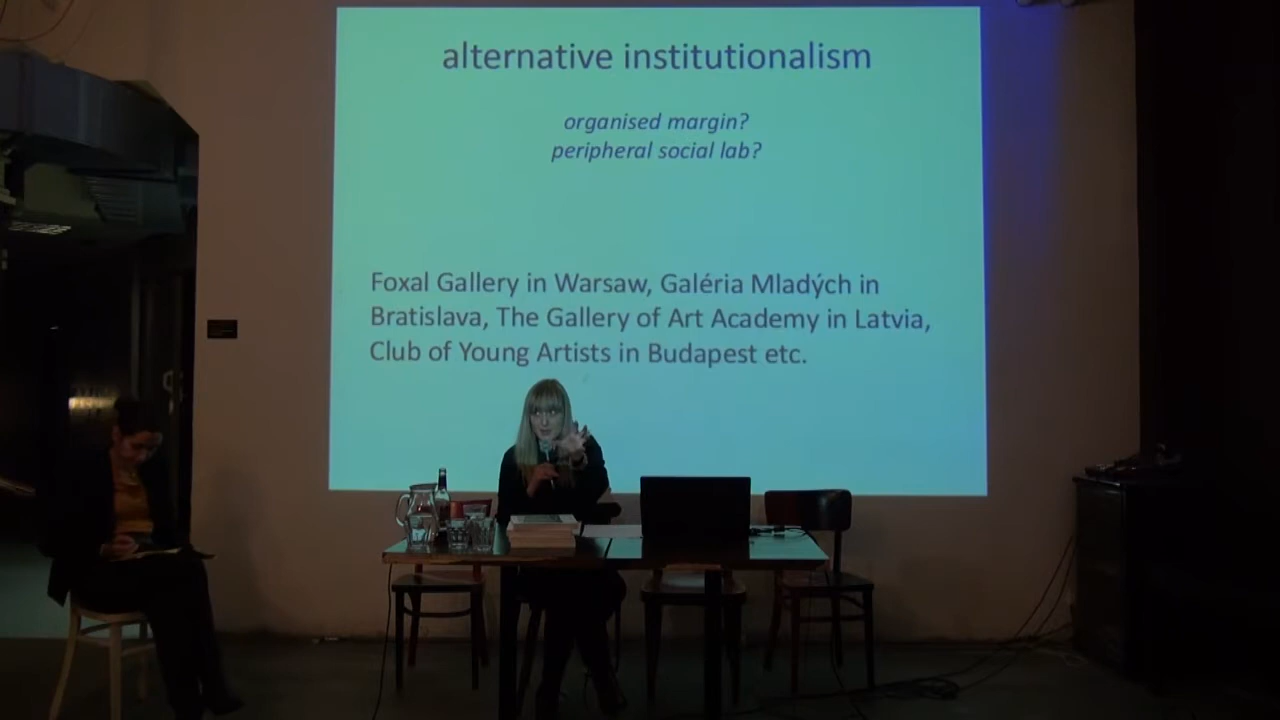 alternative institutionalism
organised margin?
peripheral social lab?
Foxal Gallery in Warsaw, Galéria Mladých in
Bratislava, The Gallery of Art Academy in Latvia,
Club of Young Artists in Budapest etc.